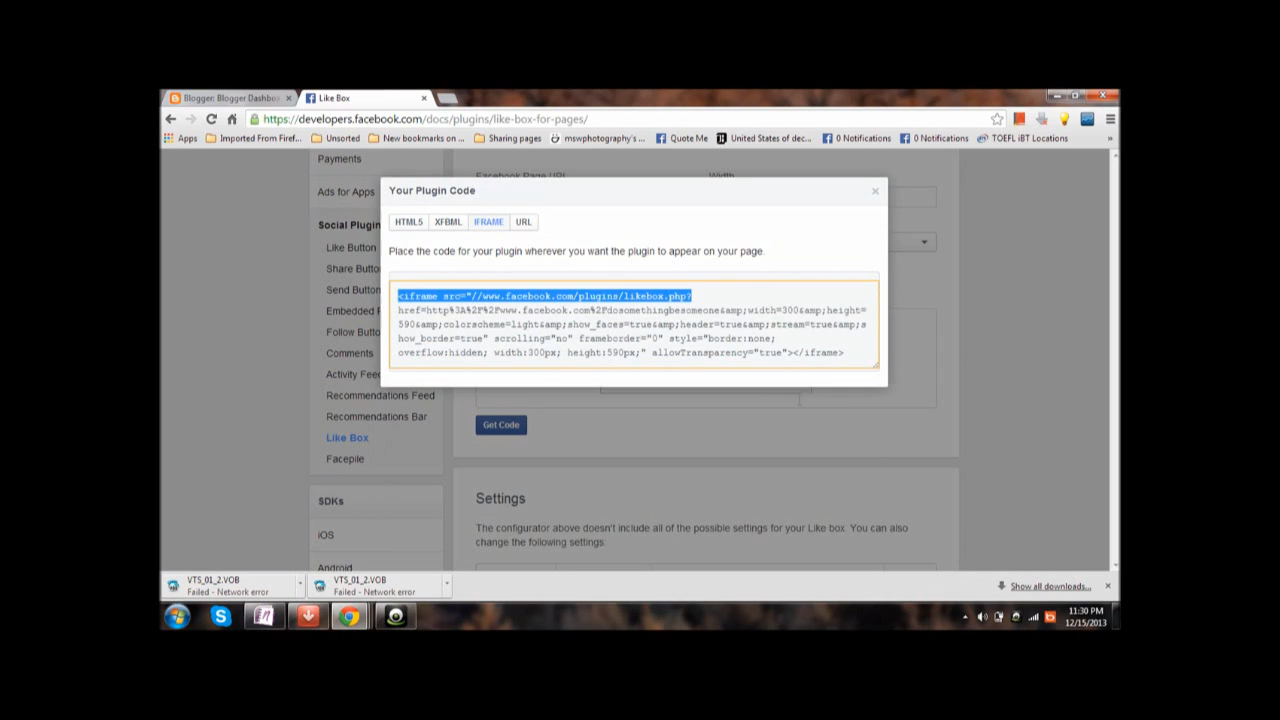 Blogger: Blogger Dashbo
Like Box
https://developers.facebook.com/docs/plugins/like-box-for-pages/
Apps
Imported From Firef...
Unsorted
New bookmarks on ...
Sharing pages
mswphotography's ...
Quote Me
United States of dec...
0 Notifications
0 Notifications
TOEFL iBT Locations
»
Payments
Facebook Page URL
Width
Ads for Apps
Your Plugin Code
HTML5
XFBML
IFRAME
URL
Social Plugin
Like Button
Place the code for your plugin wherever you want the plugin to appear on your page.
Share Butto
Send Button
<iframe src="//www.facebook.com/plugins/likebox.php?
href=http%3A%2F%2Fwww.facebook.com%2Fdosomethingbesomeone&amp;width=300&amp;height=
590&amp;colorscheme=light&amp;show_faces=true&amp;header=true&amp;stream=true&amp;s
how_border=true" scrolling="no" frameborder="0" style="border:none;
overflow:hidden; width:300px; height:590px;" allowTransparency="true"></iframe>
Embedded
Follow Butto
Comments
Activity Feed
Recommendations Feed
Recommendations Bar
Like Box
Facepile
Get Code
SDKs
iOS
Android
Settings
The configurator above doesn't include all of the possible settings for your Like box. You can also
change the following settings:
VTS_01_2.VOB
Failed - Network error
VTS_01_2.VOB
Failed - Network error
Show all downloads...
11:30 PM
12/15/2013